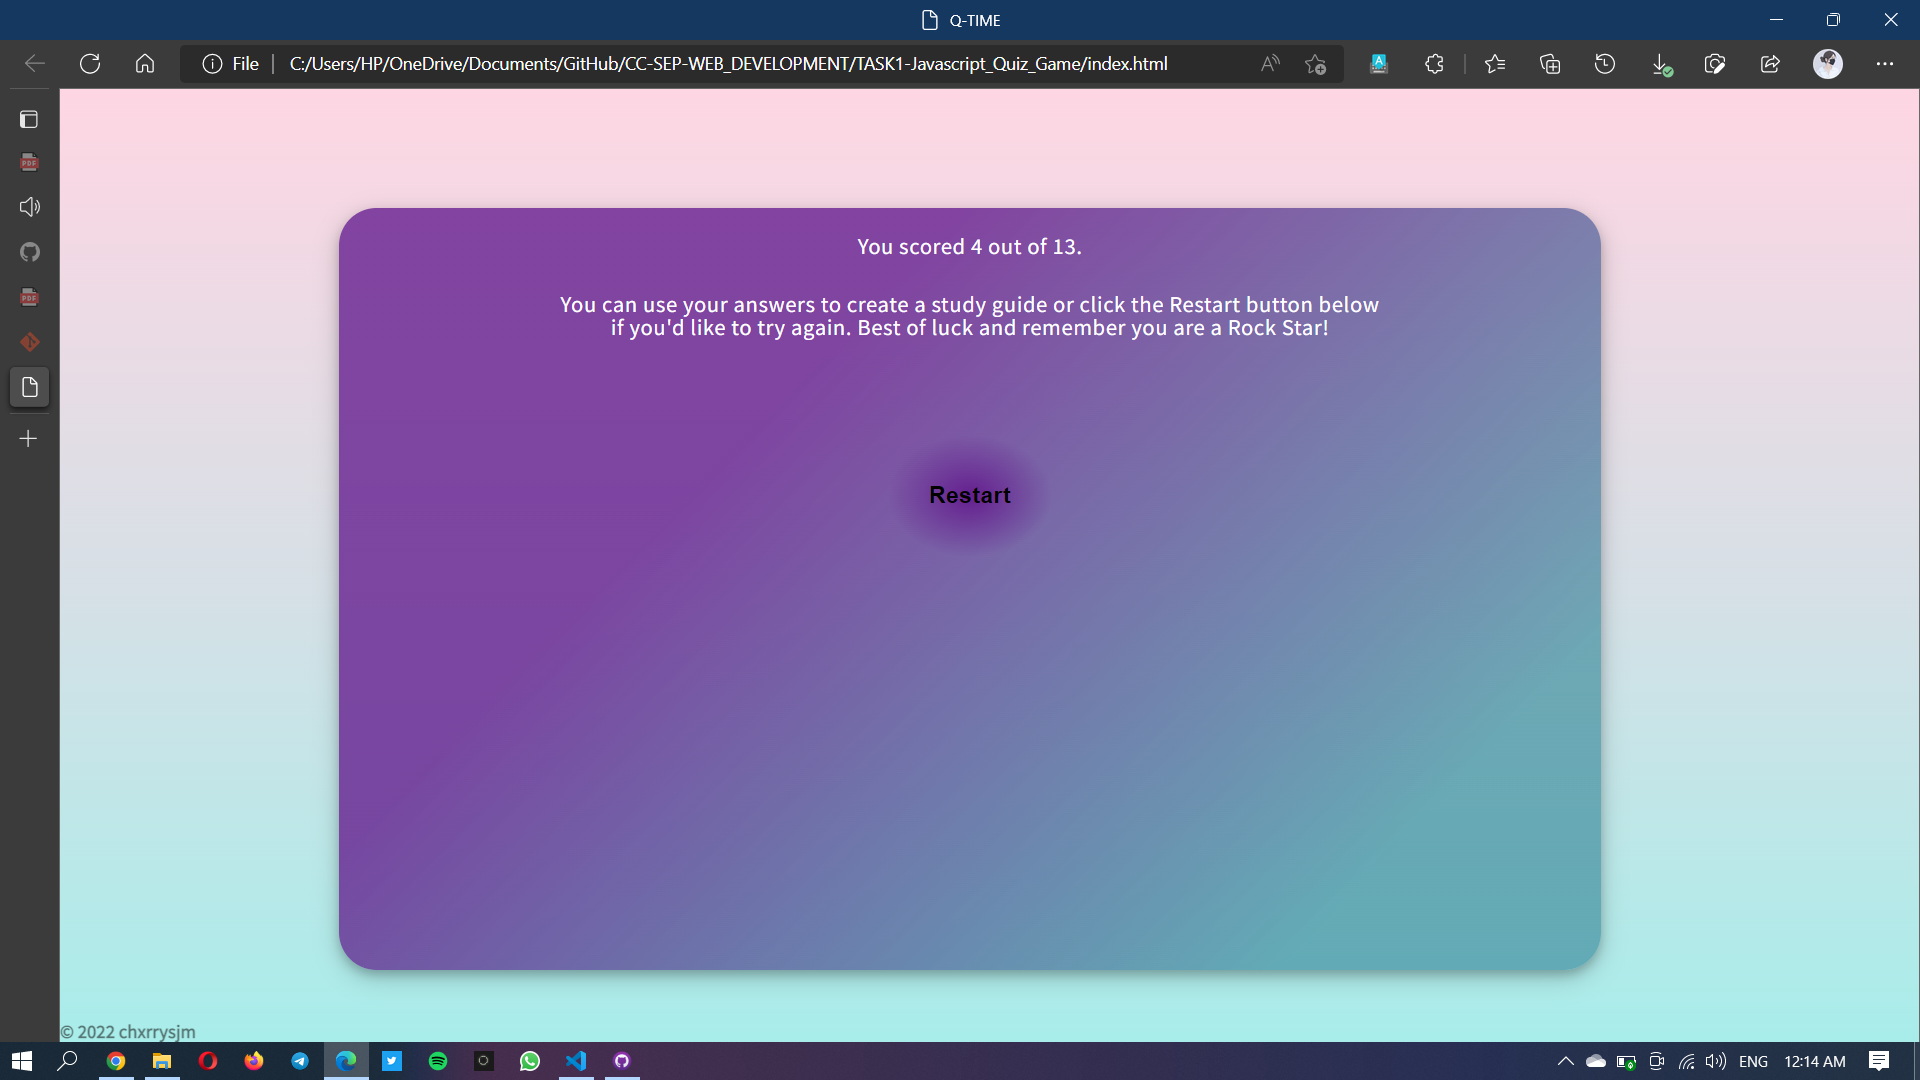 Q-TIME
File
C:/Users/HP/OneDrive/Documents/GitHub/CC-SEP-WEB_DEVELOPMENT/TASK1-Javascript_Quiz_Game/index.html
PDF
PDF
You scored 4 out of 13.
You can use your answers to create a study guide or click the Restart button below
if you'd like to try again. Best of luck and remember you are a Rock Star!
Restart
© 2022 chxrrysjm
ENG
12:14 AM